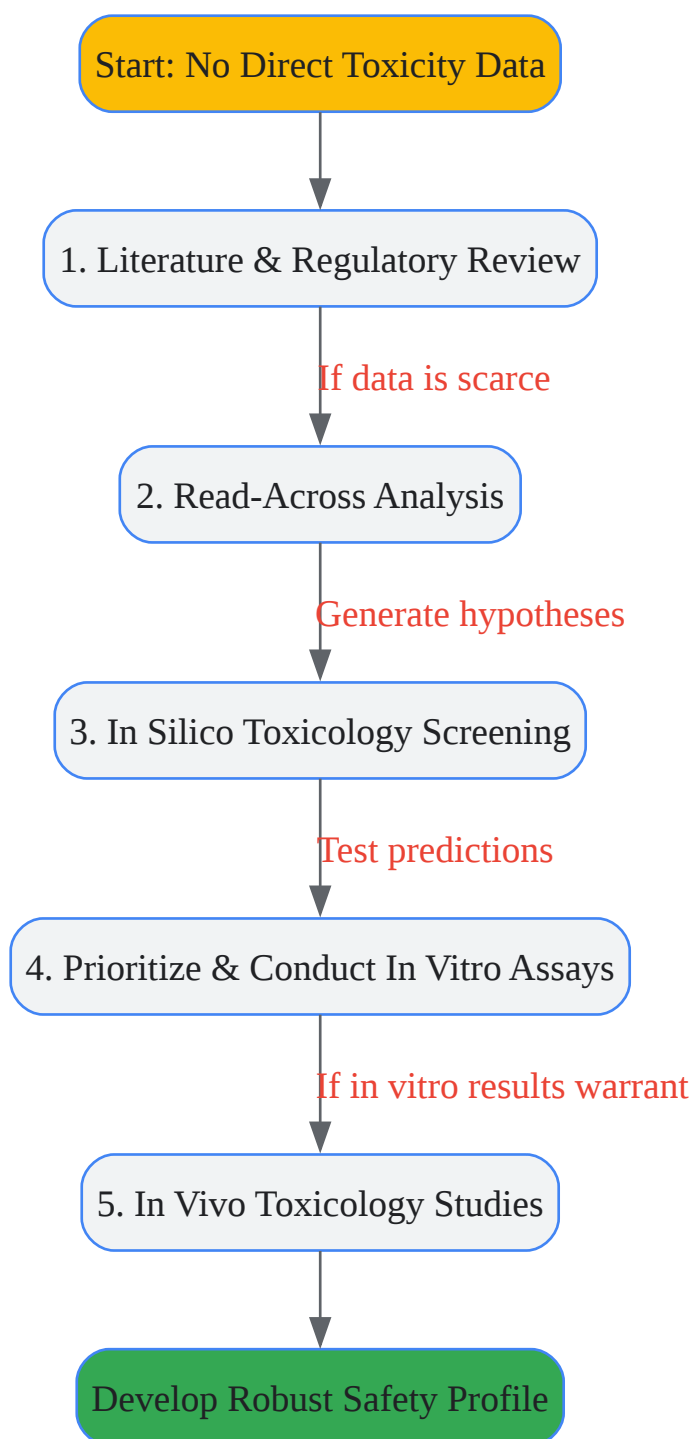 Start: No Direct Toxicity Data
1. Literature & Regulatory Review
If data is scarce
2. Read-Across Analysis
Generate hypotheses
3. In Silico Toxicology Screening
Test predictions
4. Prioritize & Conduct In Vitro Assays
If in vitro results warrant
5. In Vivo Toxicology Studies
Develop Robust Safety Profile